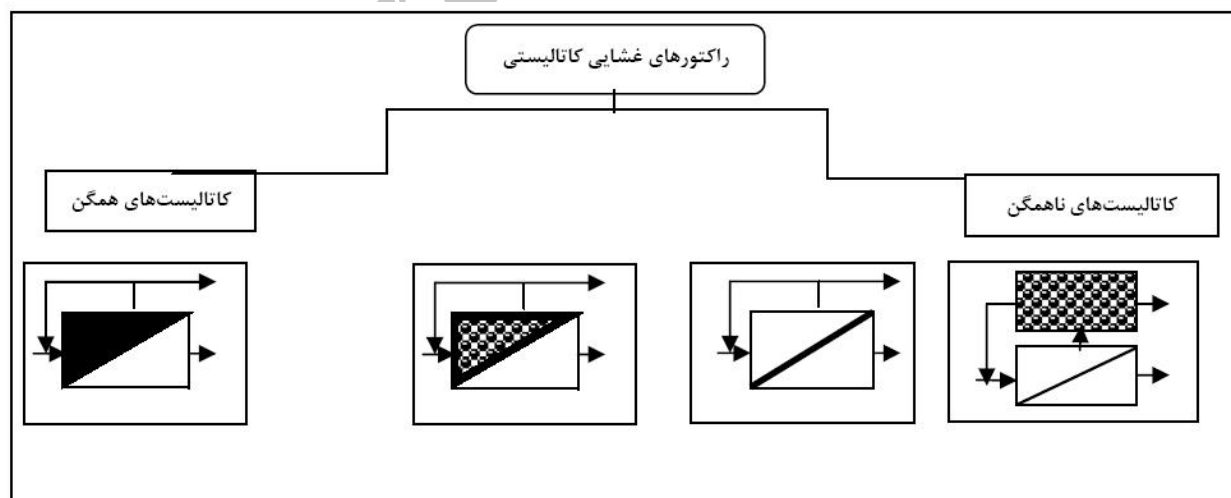 راکتورهای غشایی کاتالیستی
کاتالیست‌های ناهمگن
کاتالیست‌های همگن